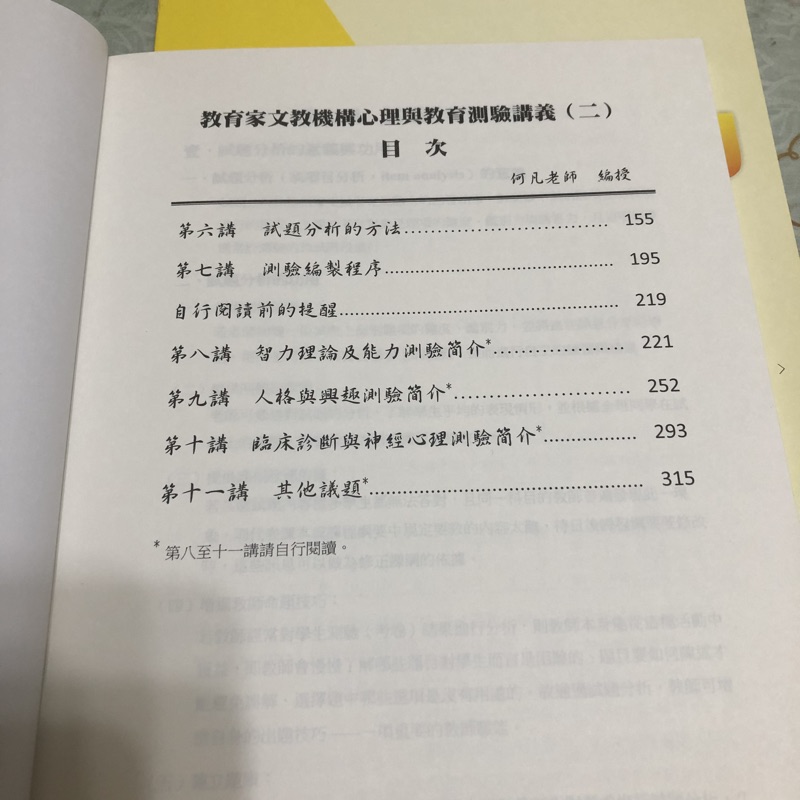 教育家文教機構心理與教育測驗講義（二）
目 次
何凡老師 編授
第六講 試題分析的方法.............................. 155
第七講 測驗編製程序.................................. 195
自行閱讀前的提醒.......................................... 219
第八講 智力理論及能力測驗簡介*................... 221
第九講 人格與興趣測驗簡介*.......................... 252
第十講 臨床診斷與神經心理測驗簡介*............. 293
第十一講 其他議題*........................................ 315
* 第八至十一講請自行閱讀。